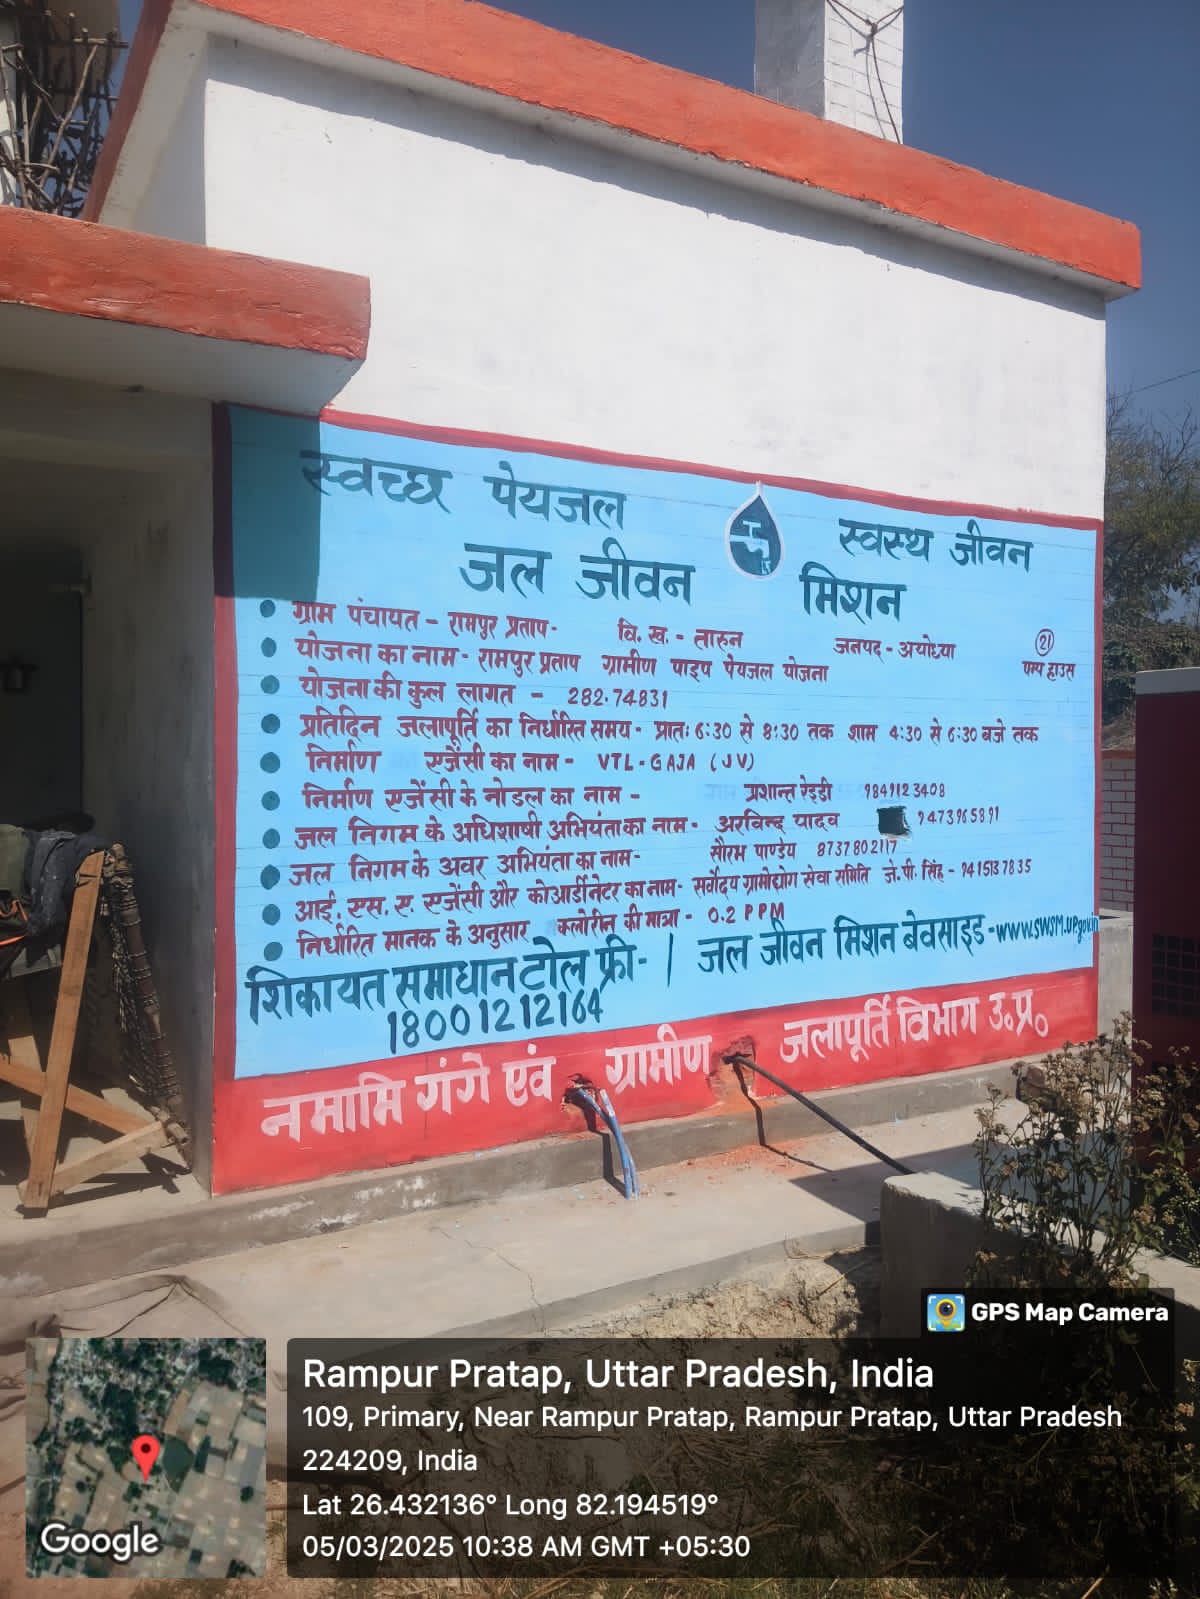 स्वच्छ पेयजल स्वस्थ जीवन
जल जीवन मिशन
ग्राम पंचायत - रामपुर प्रताप- वि. ख. - तारुन जनपद - अयोध्या
21
पम्प हाउस
योजना का नाम - रामपुर प्रताप ग्रामीण पाइप पेयजल योजना
योजना की कुल लागत - 282.74831
प्रतिदिन जलापूर्ति का निर्धारित समय - प्रातः 6:30 से 8:30 तक शाम 4:30 से 6:30 बजे तक
निर्माण एजेंसी का नाम - VTL-GAJA (JV)
निर्माण एजेंसी के नोडल का नाम - प्रशान्त रेड्डी 9849123408
जल निगम के अधिशाषी अभियंता का नाम - अरविन्द यादव 9473965891
जल निगम के अवर अभियंता का नाम- सौरभ पाण्डेय 8737802117
आई. एस. ए. एजेंसी और कोआर्डीनेटर का नाम- सर्वोदय ग्रामोद्योग सेवा समिति जे. पी. सिंह - 9415187835
निर्धारित मानक के अनुसार क्लोरीन की मात्रा - 0.2 PPM
शिकायत समाधान टोल फ्री- / जल जीवन मिशन बेवसाइड -www.SWSM.UP.gov.in
18001212164
नमामि गंगे एवं ग्रामीण जलापूर्ति विभाग उ॰प्र॰
GPS Map Camera
Rampur Pratap, Uttar Pradesh, India
109, Primary, Near Rampur Pratap, Rampur Pratap, Uttar Pradesh
224209, India
Lat 26.432136° Long 82.194519°
05/03/2025 10:38 AM GMT +05:30
Google